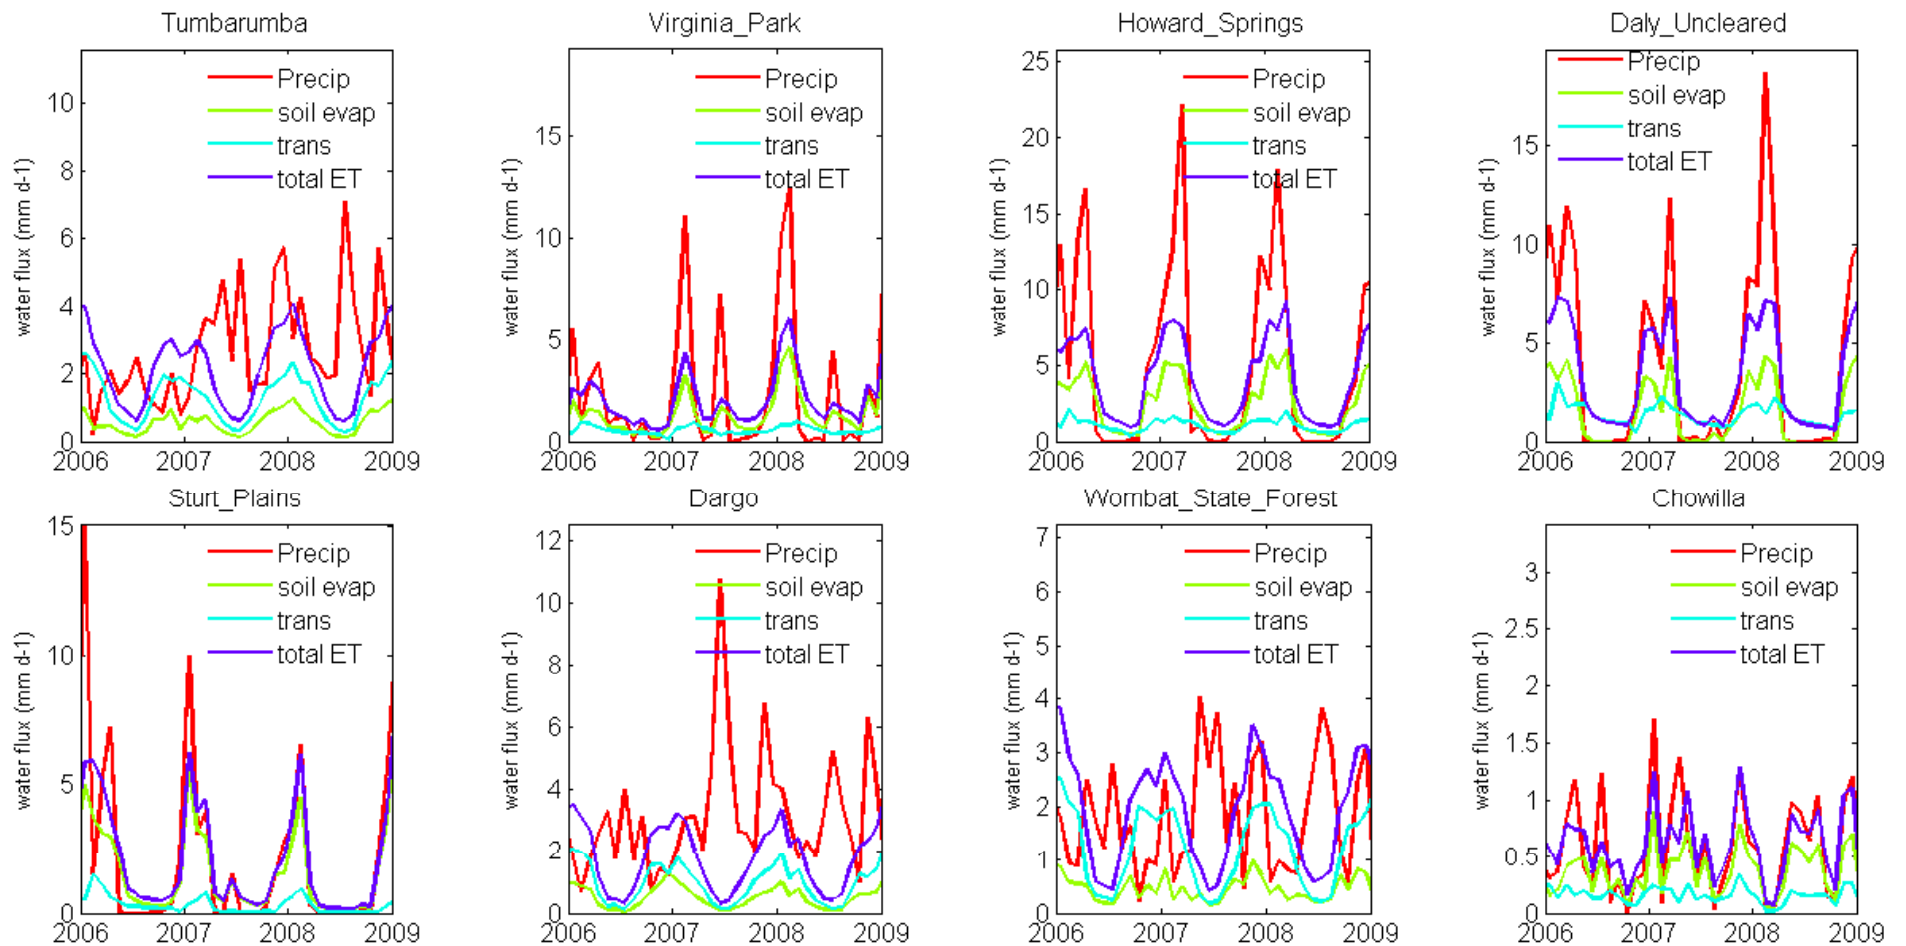 Tumbarumba
Virginia_Park
Howard_Springs
Daly_Uncleared
water flux (mm d-1)
10
8
6
4
2
0
Precip
soil evap
trans
total ET
2006 2007 2008 2009
water flux (mm d-1)
15
10
5
0
Precip
soil evap
trans
total ET
2006 2007 2008 2009
water flux (mm d-1)
25
20
15
10
5
0
Precip
soil evap
trans
total ET
2006 2007 2008 2009
water flux (mm d-1)
15
10
5
0
Precip
soil evap
trans
total ET
2006 2007 2008 2009
Sturt_Plains
Dargo
Wombat_State_Forest
Chowilla
water flux (mm d-1)
15
10
5
0
Precip
soil evap
trans
total ET
2006 2007 2008 2009
water flux (mm d-1)
12
10
8
6
4
2
0
Precip
soil evap
trans
total ET
2006 2007 2008 2009
water flux (mm d-1)
7
6
5
4
3
2
1
0
Precip
soil evap
trans
total ET
2006 2007 2008 2009
water flux (mm d-1)
3
2.5
2
1.5
1
0.5
0
Precip
soil evap
trans
total ET
2006 2007 2008 2009